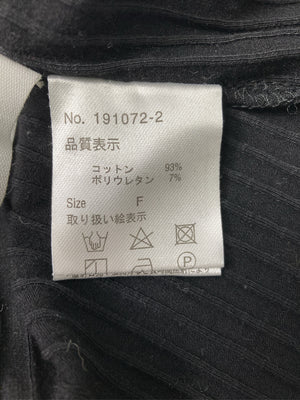 No. 191072-2
品質表示
コットン 93%
ポリウレタン 7%
Size F
取り扱い絵表示